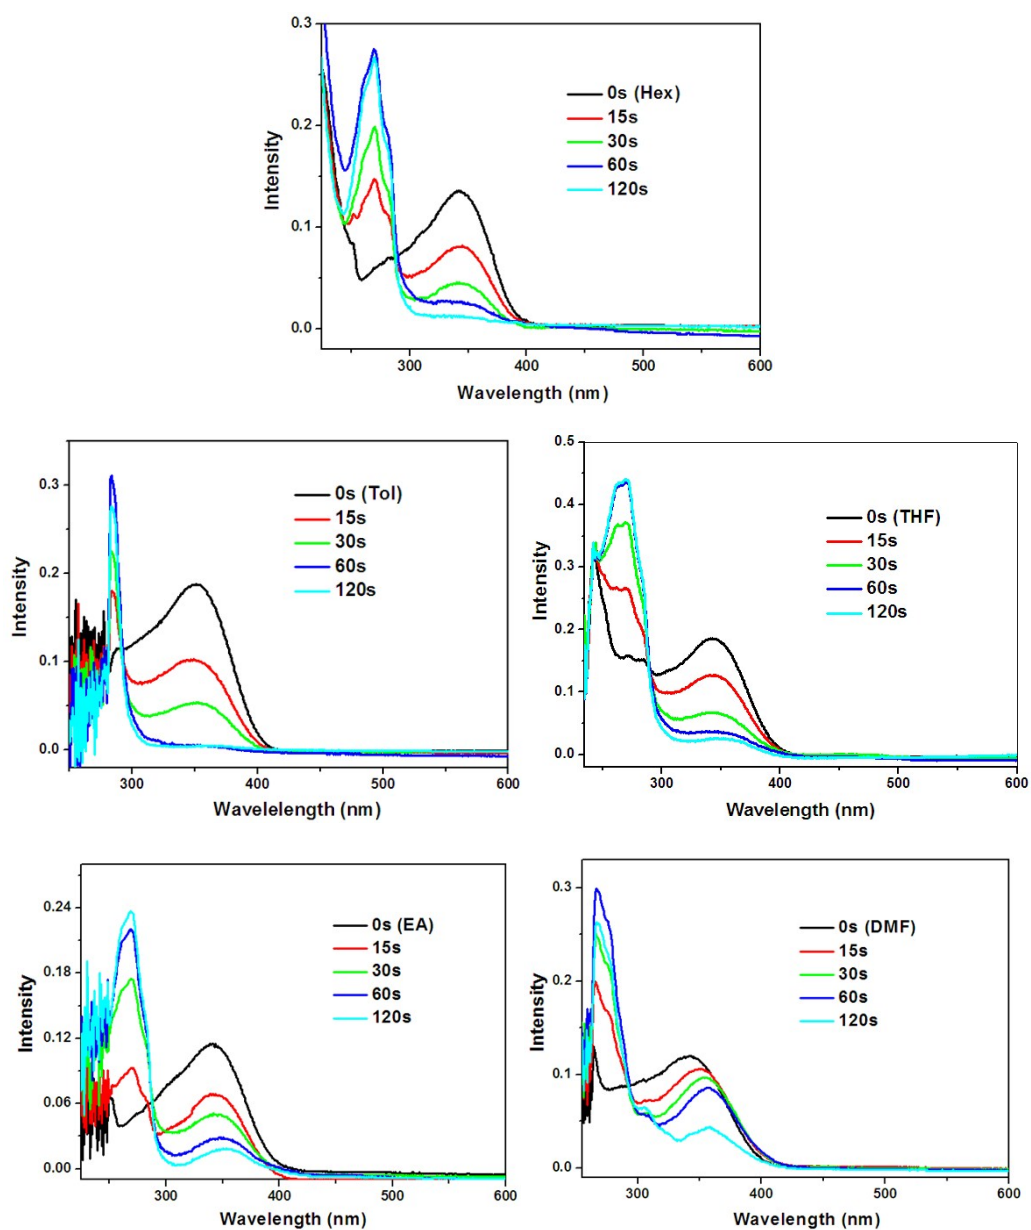 0.3
0.2
0.1
0.0
Intensity
0s (Hex)
15s
30s
60s
120s
300
400
500
600
Wavelength (nm)
0.3
0.2
0.1
0.0
Intensity
0s (Tol)
15s
30s
60s
120s
300
400
500
600
Wavelelength (nm)
0.5
0.4
0.3
0.2
0.1
0.0
Intensity
0s (THF)
15s
30s
60s
120s
300
400
500
600
Wavelength (nm)
0.24
0.18
0.12
0.06
0.00
Intensity
0s (EA)
15s
30s
60s
120s
300
400
500
600
Wavelength (nm)
0.3
0.2
0.1
0.0
Intensity
0s (DMF)
15s
30s
60s
120s
300
400
500
600
Wavelength (nm)